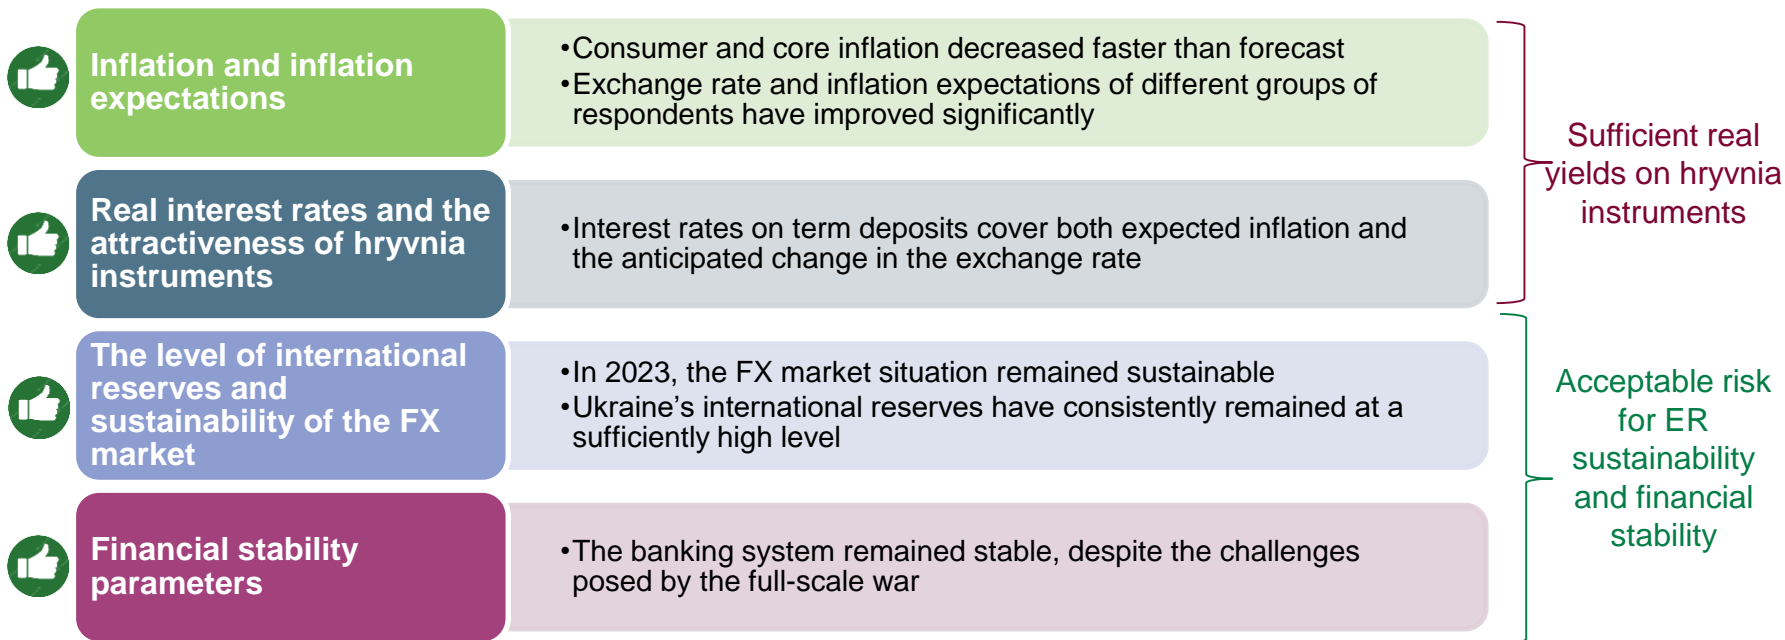 Inflation and inflation
expectations
•Consumer and core inflation decreased faster than forecast
•Exchange rate and inflation expectations of different groups of
respondents have improved significantly
Real interest rates and the
attractiveness of hryvnia
instruments
•Interest rates on term deposits cover both expected inflation and
the anticipated change in the exchange rate
Sufficient real
yields on hryvnia
instruments
The level of international
reserves and
sustainability of the FX
market
•In 2023, the FX market situation remained sustainable
•Ukraine’s international reserves have consistently remained at a
sufficiently high level
Financial stability
parameters
•The banking system remained stable, despite the challenges
posed by the full-scale war
Acceptable risk
for ER
sustainability
and financial
stability